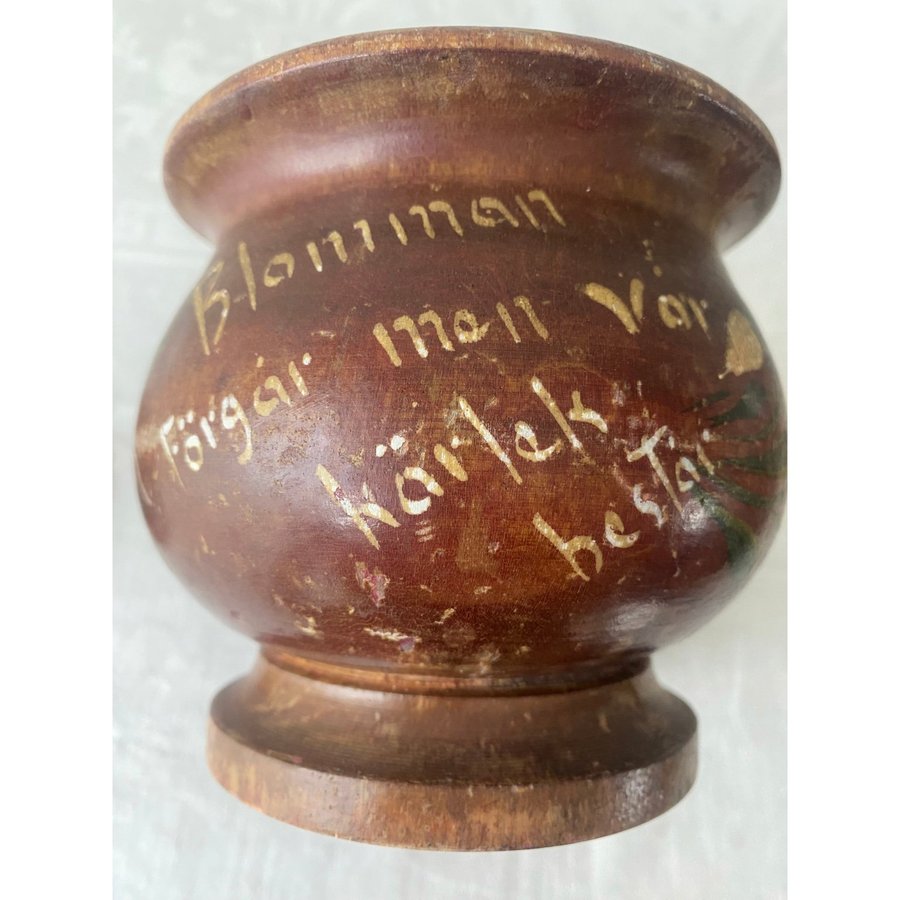 Blomman
Förgår men Vår
kärlek
består